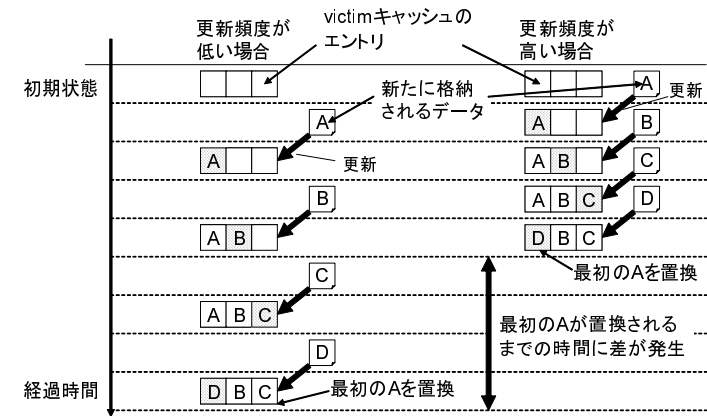 victimキャッシュの
エントリ
更新頻度が
低い場合
更新頻度が
高い場合
初期状態
新たに格納
されるデータ
A
更新
A
A
B
A
更新
A B
C
B
A B C
D
A B
D B C
最初のAを置換
C
A B C
最初のAが置換される
までの時間に差が発生
D
経過時間
D B C
最初のAを置換